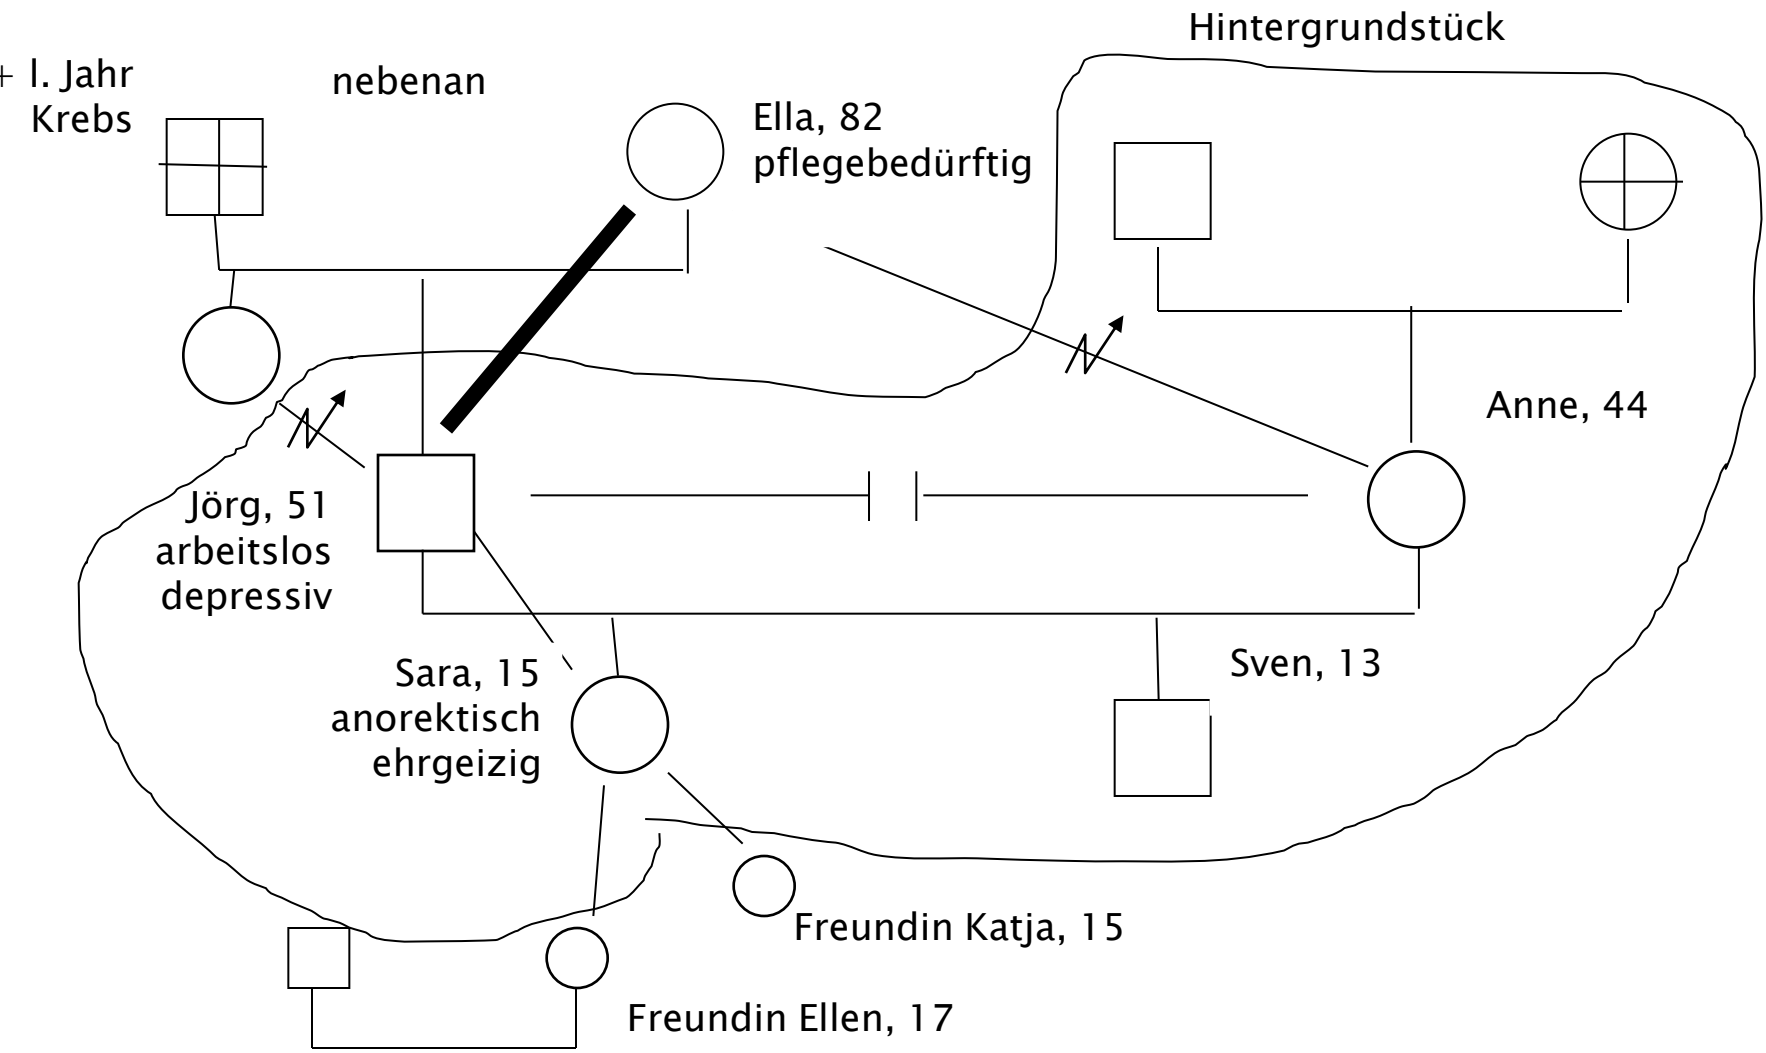 Hintergrundstück
+ l. Jahr
Krebs
nebenan
Ella, 82
pflegebedürftig
Anne, 44
Jörg, 51
arbeitslos
depressiv
Sara, 15
anorektisch
ehrgeizig
Sven, 13
Freundin Katja, 15
Freundin Ellen, 17